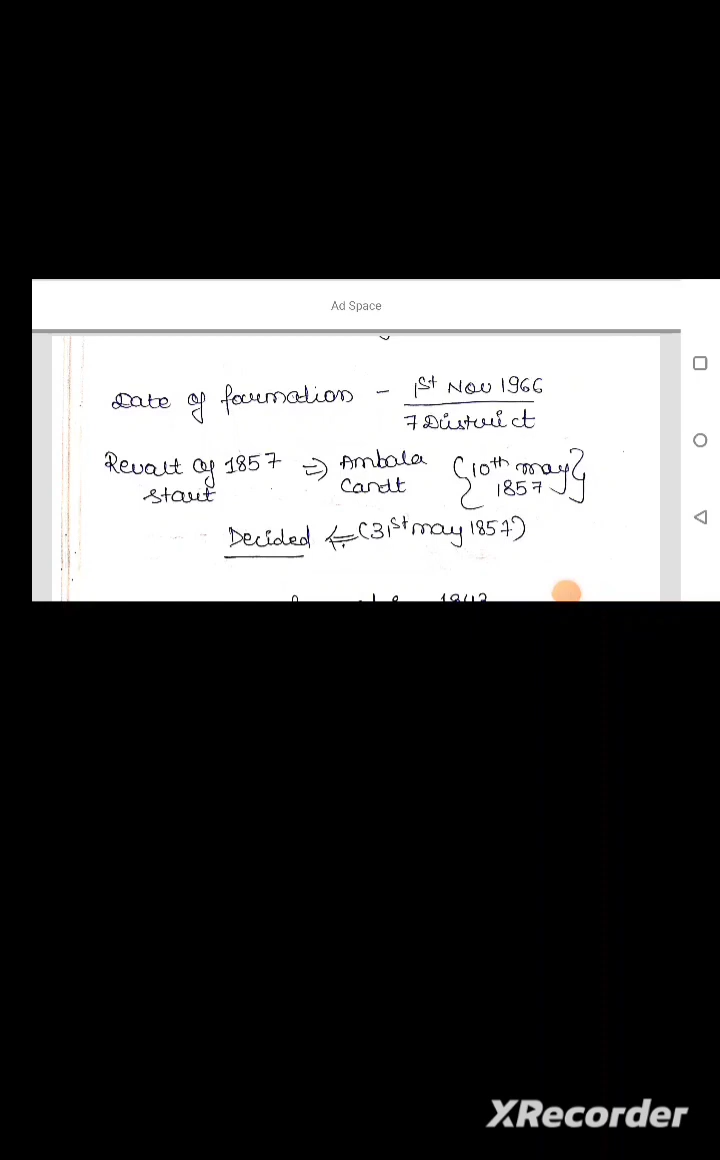 Ad Space
Date of formation - 1st Nov 1966
7 District
Revolt of 1857 ⇒ Ambala {10th may}
start Cantt 1857
Decided ⇐ (31st may 1857)
1942
XRecorder